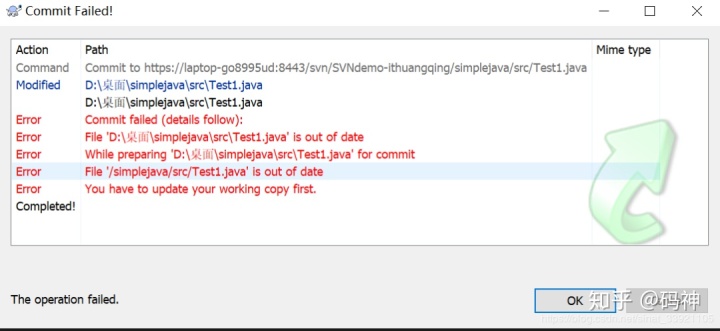 Commit Failed!
Action Path Mime type
Command Commit to https://laptop-go8995ud:8443/svn/SVNdemo-ithuangqing/simplejava/src/Test1.java
Modified D:\桌面\simplejava\src\Test1.java
D:\桌面\simplejava\src\Test1.java
Error Commit failed (details follow):
Error File 'D:\桌面\simplejava\src\Test1.java' is out of date
Error While preparing 'D:\桌面\simplejava\src\Test1.java' for commit
Error File '/simplejava/src/Test1.java' is out of date
Error You have to update your working copy first.
Completed!
The operation failed.
OK
知乎 @码神